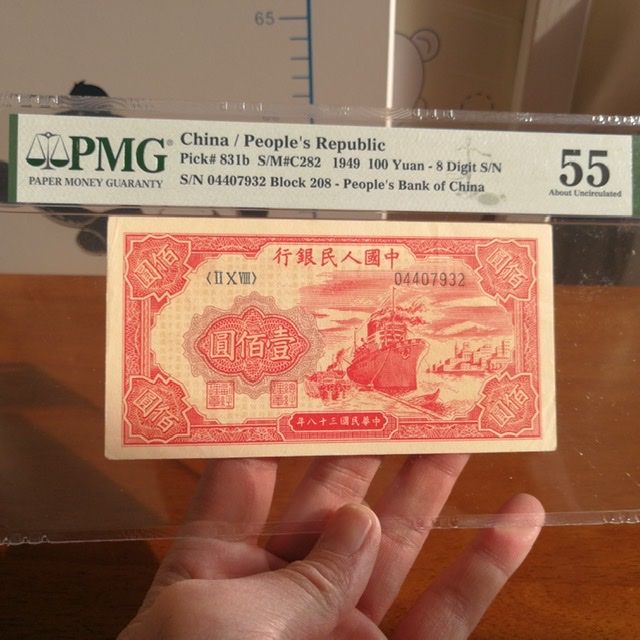 65
PMG®
PAPER MONEY GUARANTY
China / People's Republic
Pick# 831b S/M#C282 1949 100 Yuan - 8 Digit S/N
S/N 04407932 Block 208 - People's Bank of China
55
About Uncirculated
中國人民銀行
佰圓
佰圓
〈II X VIII〉
04407932
壹佰圓
佰圓
佰圓
中華民國三十八年